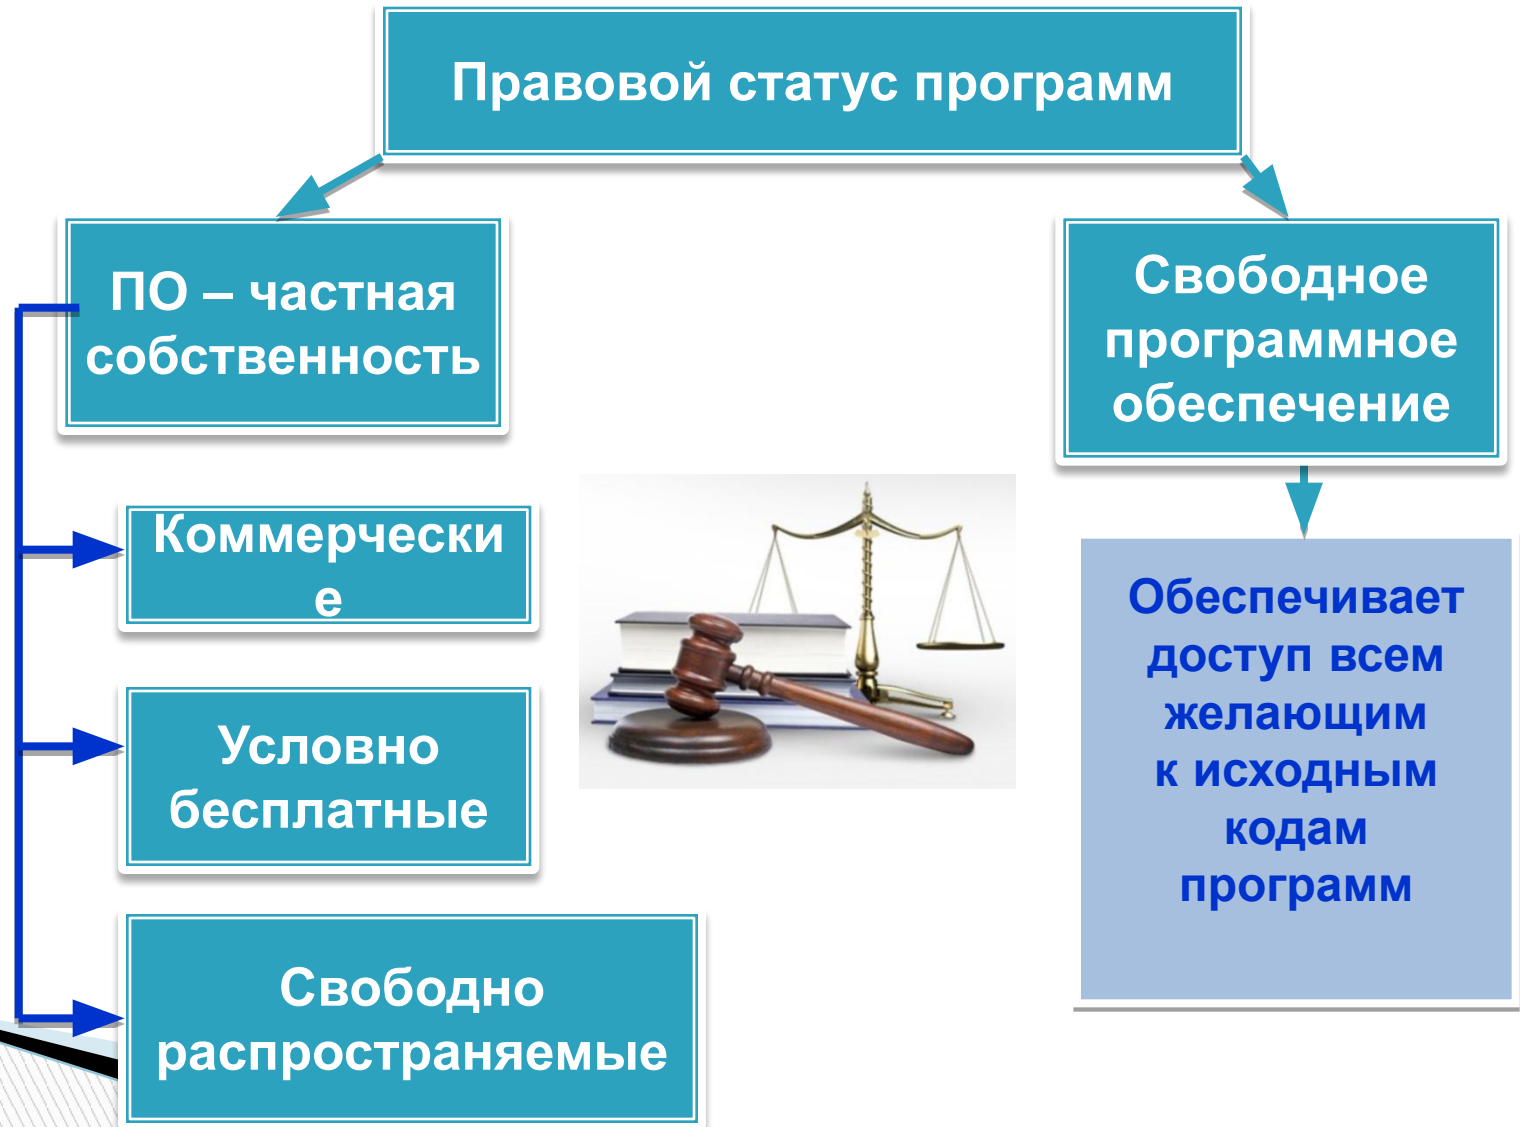 Правовой статус программ
ПО – частная
собственность
Коммерчески
е
Условно
бесплатные
Свободно
распространяемые
Свободное
программное
обеспечение
Обеспечивает
доступ всем
желающим
к исходным
кодам
программ